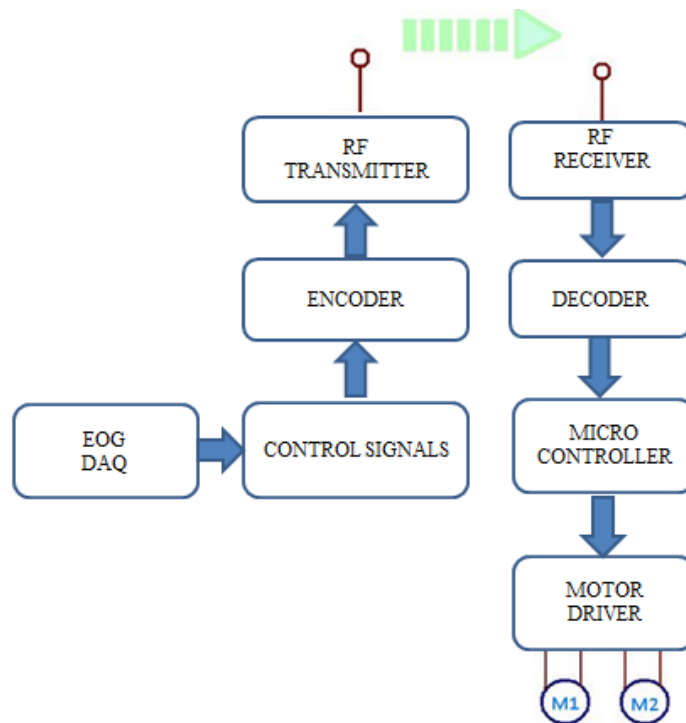 RF
TRANSMITTER
ENCODER
EOG
DAQ
CONTROL SIGNALS
RF
RECEIVER
DECODER
MICRO
CONTROLLER
MOTOR
DRIVER
M1
M2